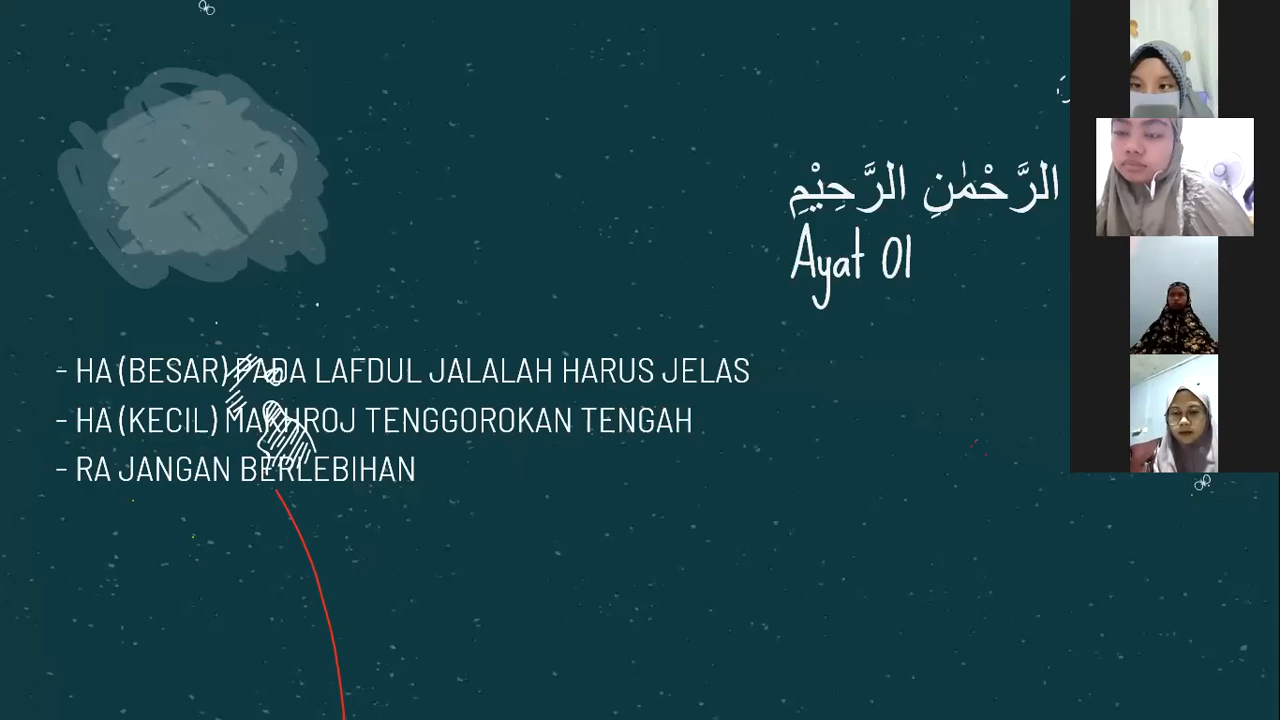 الرَّحْمٰنِ الرَّحِيْمِ
Ayat 01
- HA (BESAR) PADA LAFDUL JALALAH HARUS JELAS
- HA (KECIL) MAKHROJ TENGGOROKAN TENGAH
- RA JANGAN BERLEBIHAN